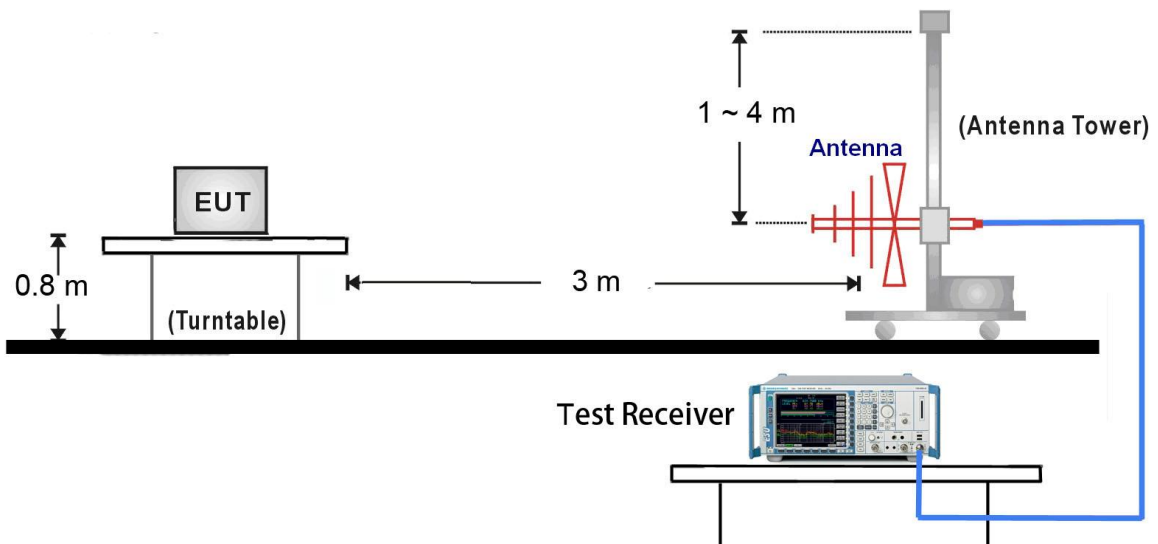 1 ~ 4 m
(Antenna Tower)
Antenna
EUT
0.8 m
3 m
(Turntable)
Test Receiver